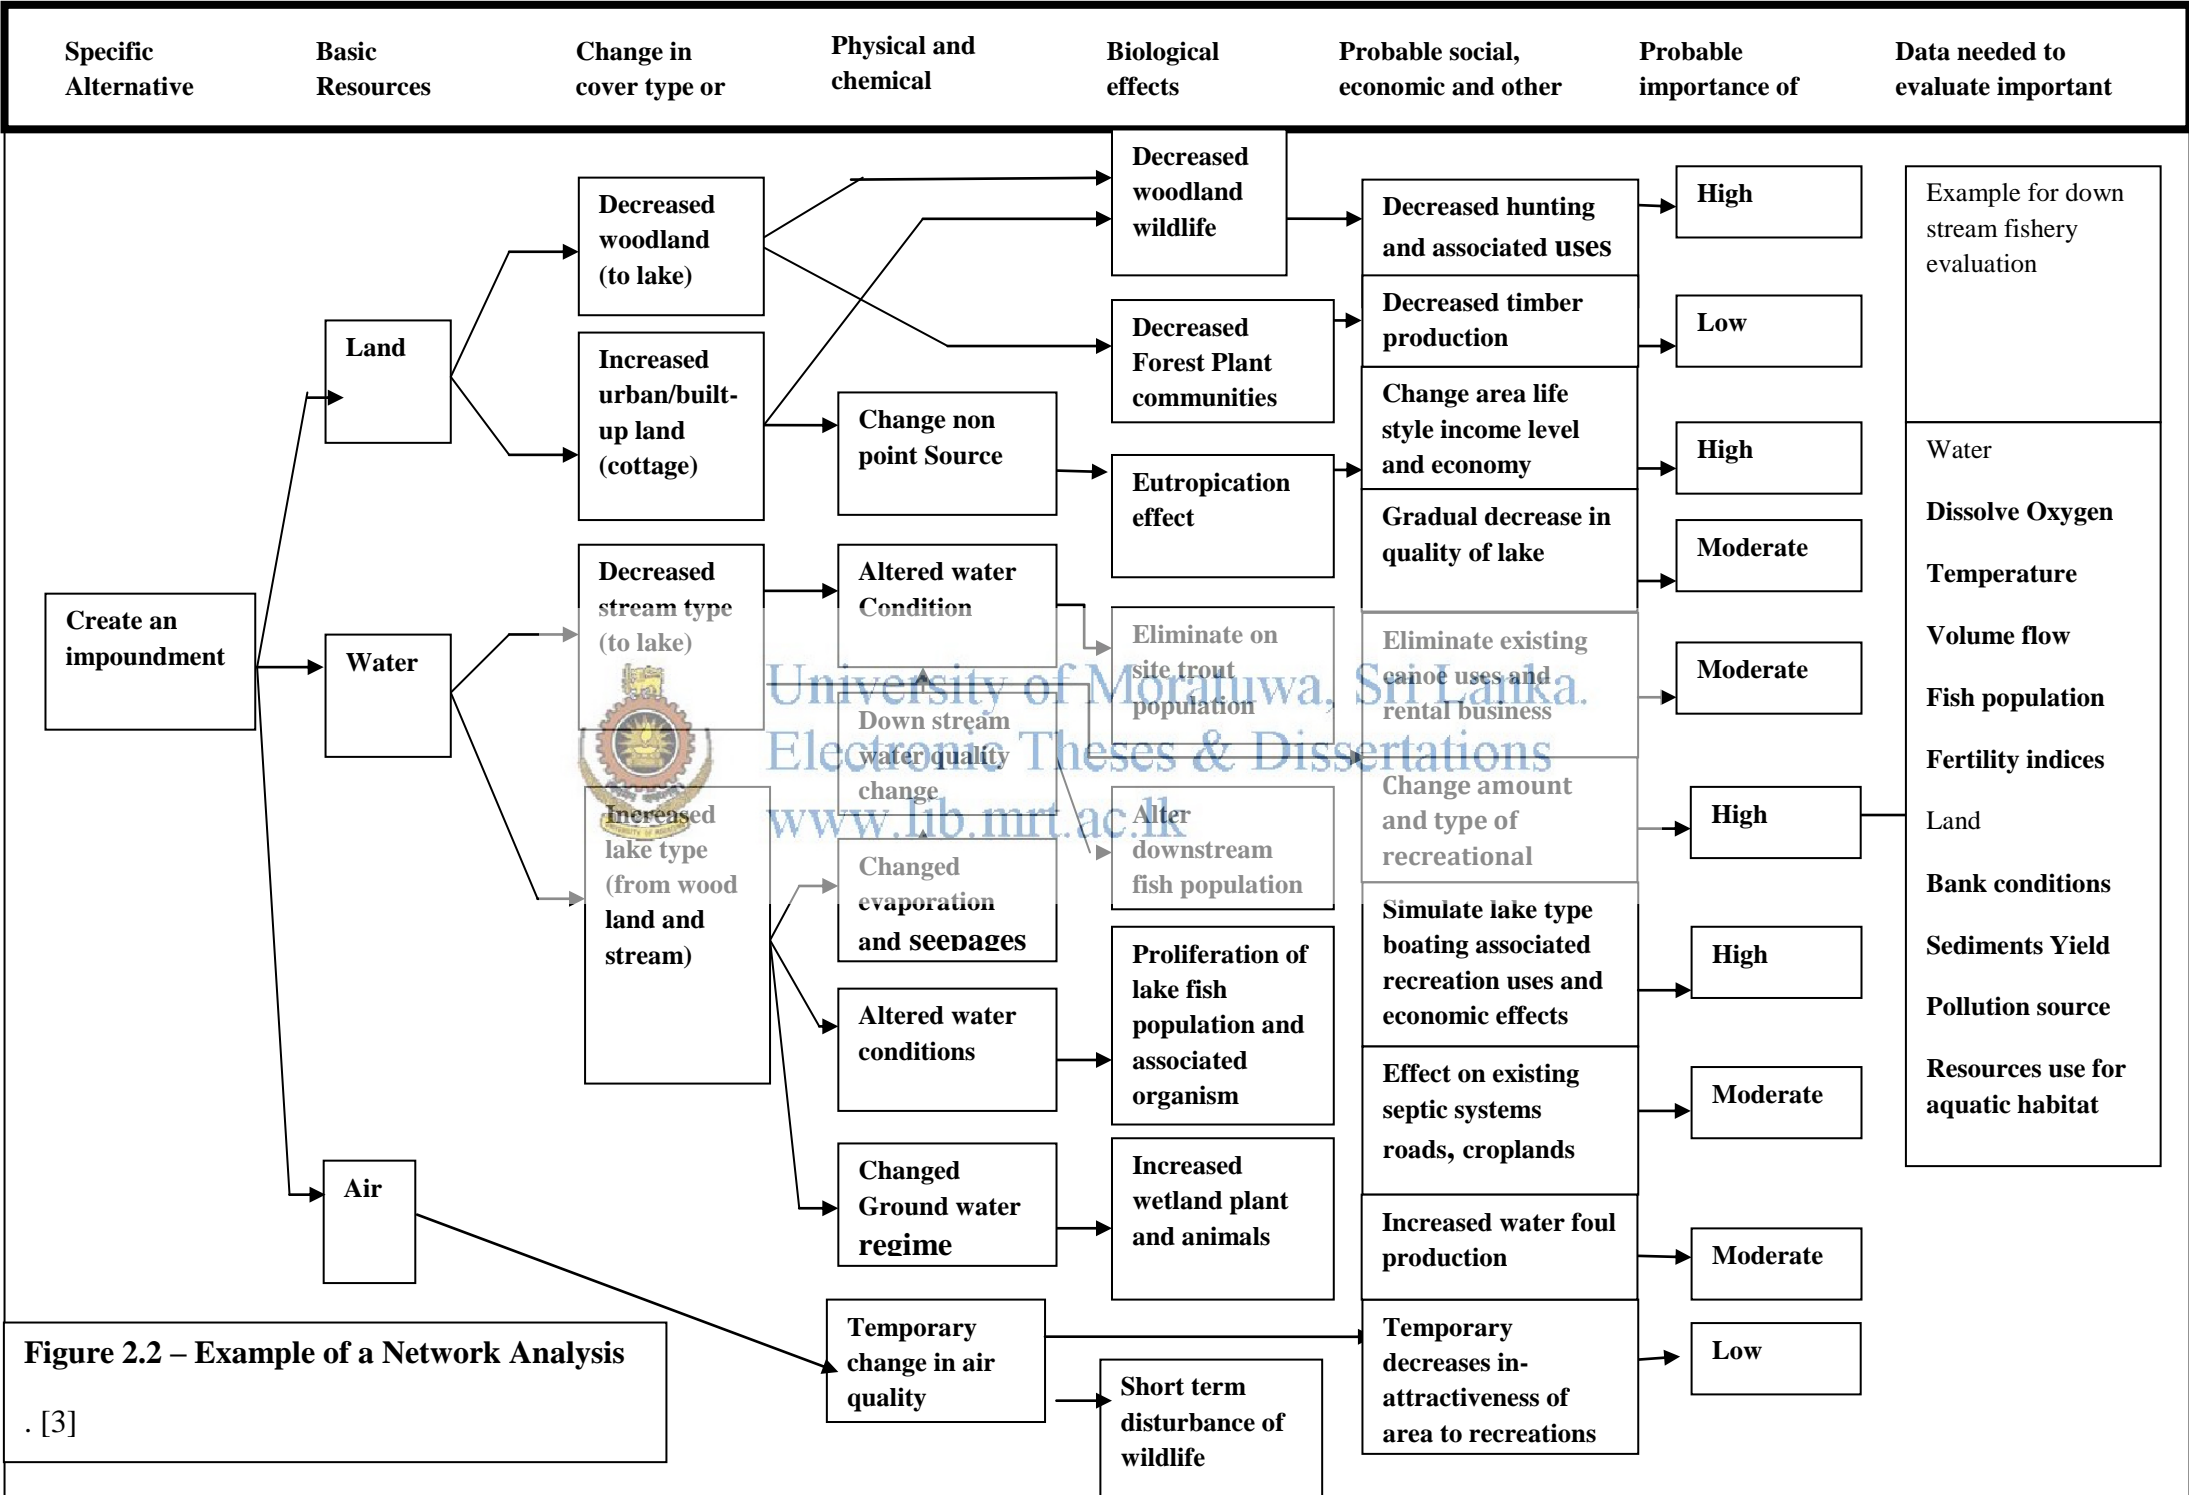 Specific
Alternative
Basic
Resources
Change in
cover type or
Physical and
chemical
Biological
effects
Probable social,
economic and other
Probable
importance of
Data needed to
evaluate important
Create an
impoundment
Land
Water
Air
Decreased
woodland
(to lake)
Increased
urban/built-
up land
(cottage)
Decreased
stream type
(to lake)
Increased
lake type
(from wood
land and
stream)
Change non
point Source
Altered water
Condition
Down stream
water quality
change
Changed
evaporation
and seepages
Altered water
conditions
Changed
Ground water
regime
Temporary
change in air
quality
Decreased
woodland
wildlife
Decreased
Forest Plant
communities
Eutropication
effect
Eliminate on
site trout
population
Alter
downstream
fish population
Proliferation of
lake fish
population and
associated
organism
Increased
wetland plant
and animals
Short term
disturbance of
wildlife
Decreased hunting
and associated uses
Decreased timber
production
Change area life
style income level
and economy
Gradual decrease in
quality of lake
Eliminate existing
canoe uses and
rental business
Change amount
and type of
recreational
Simulate lake type
boating associated
recreation uses and
economic effects
Effect on existing
septic systems
roads, croplands
Increased water foul
production
Temporary
decreases in-
attractiveness of
area to recreations
High
Low
High
Moderate
Moderate
High
High
Moderate
Moderate
Low
Example for down
stream fishery
evaluation
Water
Dissolve Oxygen
Temperature
Volume flow
Fish population
Fertility indices
Land
Bank conditions
Sediments Yield
Pollution source
Resources use for
aquatic habitat
University of Moratuwa, Sri Lanka.
Electronic Theses & Dissertations
www.lib.mrt.ac.lk
Figure 2.2 – Example of a Network Analysis
. [3]